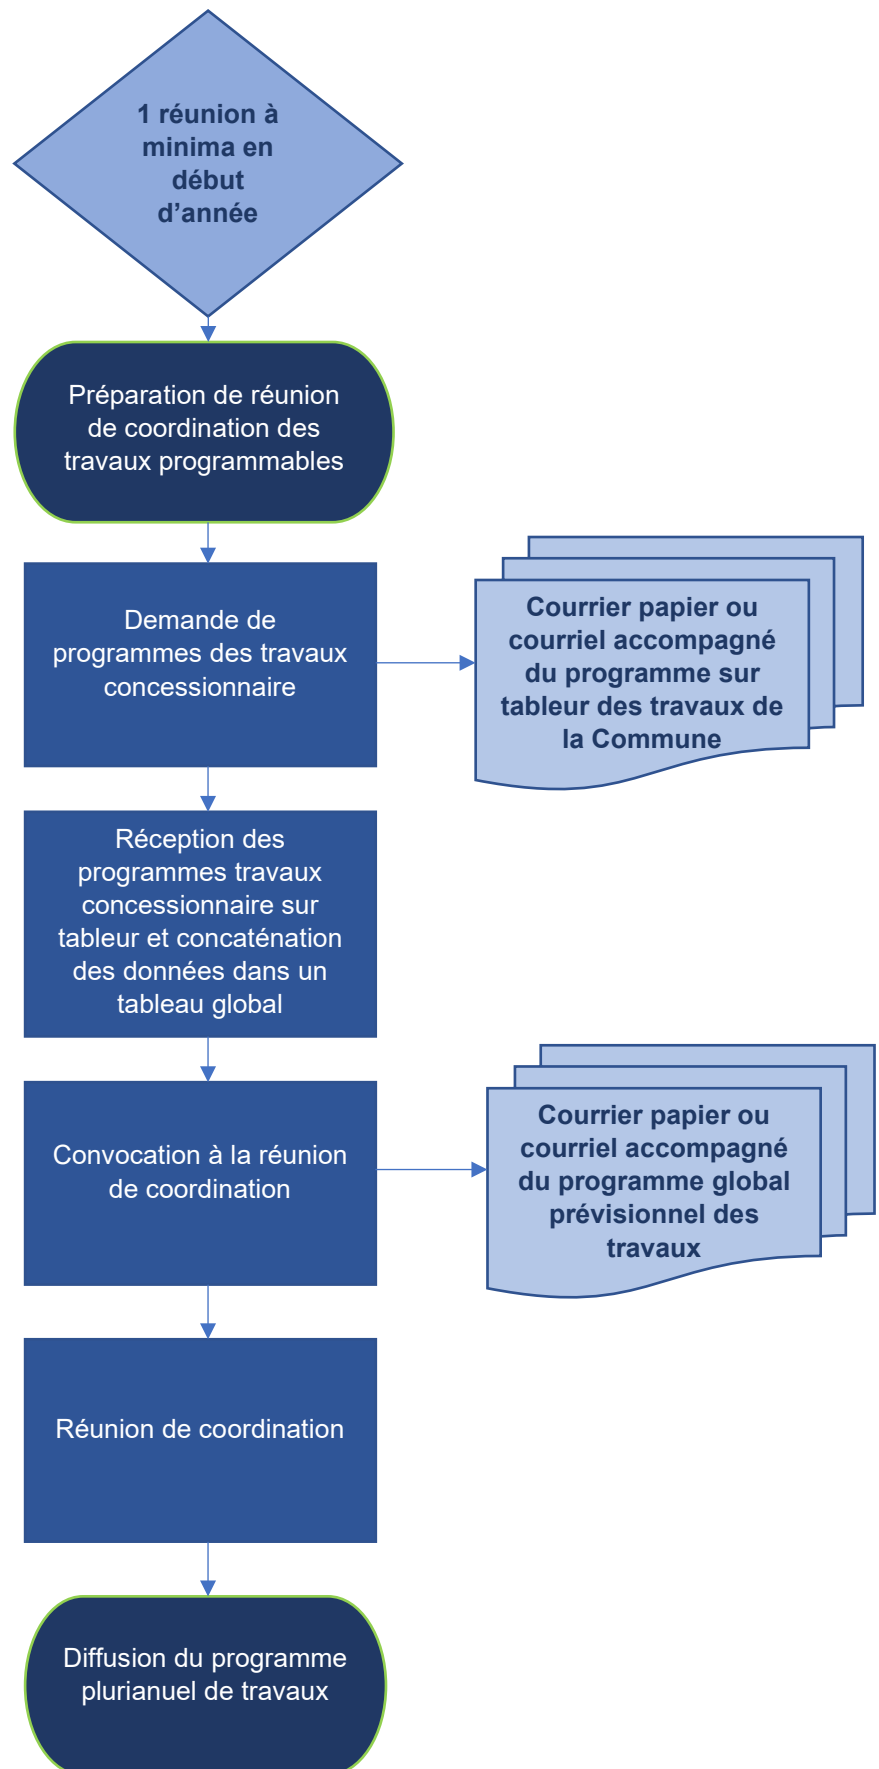 1 réunion à
minima en
début
d’année
Préparation de réunion
de coordination des
travaux programmables
Demande de
programmes des travaux
concessionnaire
Courrier papier ou
courriel accompagné
du programme sur
tableur des travaux de
la Commune
Réception des
programmes travaux
concessionnaire sur
tableur et concaténation
des données dans un
tableau global
Convocation à la réunion
de coordination
Courrier papier ou
courriel accompagné
du programme global
prévisionnel des
travaux
Réunion de coordination
Diffusion du programme
plurianuel de travaux